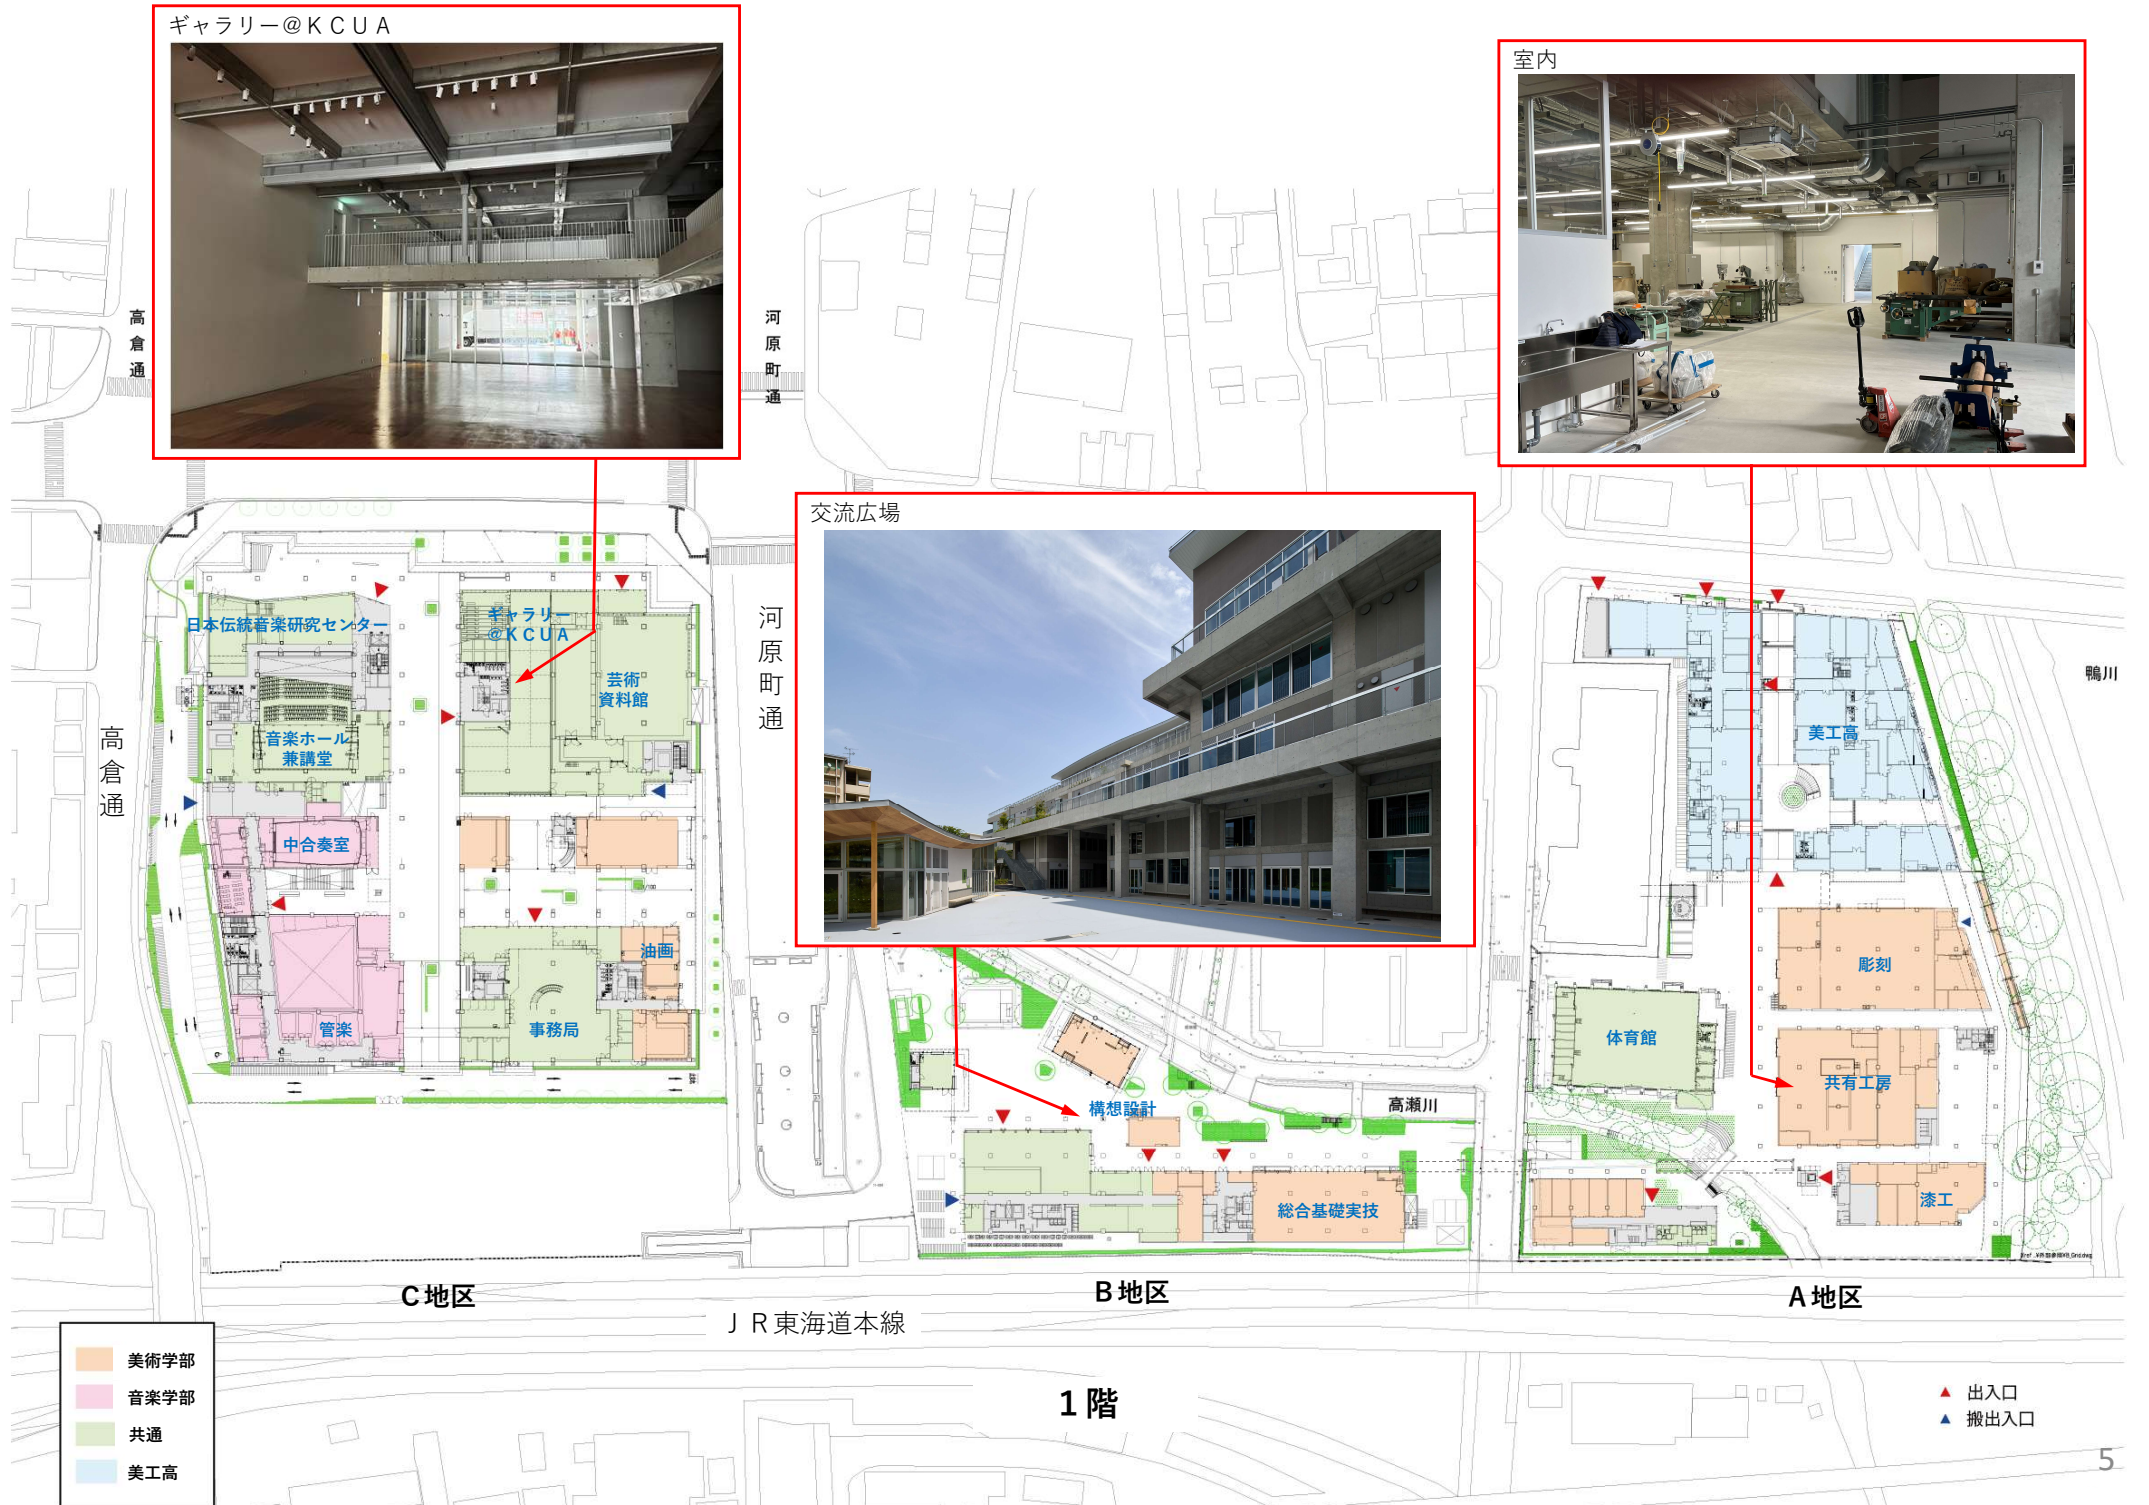 ギャラリー@KCUA
室内
高倉通
河原町通
交流広場
日本伝統音楽研究センター
ギャラリー
@KCUA
芸術
資料館
河原町通
高倉通
音楽ホール
兼講堂
中合奏室
管楽
油画
事務局
美工高
鴨川
彫刻
体育館
共有工房
漆工
構想設計
高瀬川
総合基礎実技
C地区
B地区
A地区
JR東海道本線
美術学部
音楽学部
共通
美工高
1階
▲ 出入口
▲ 搬出入口
5